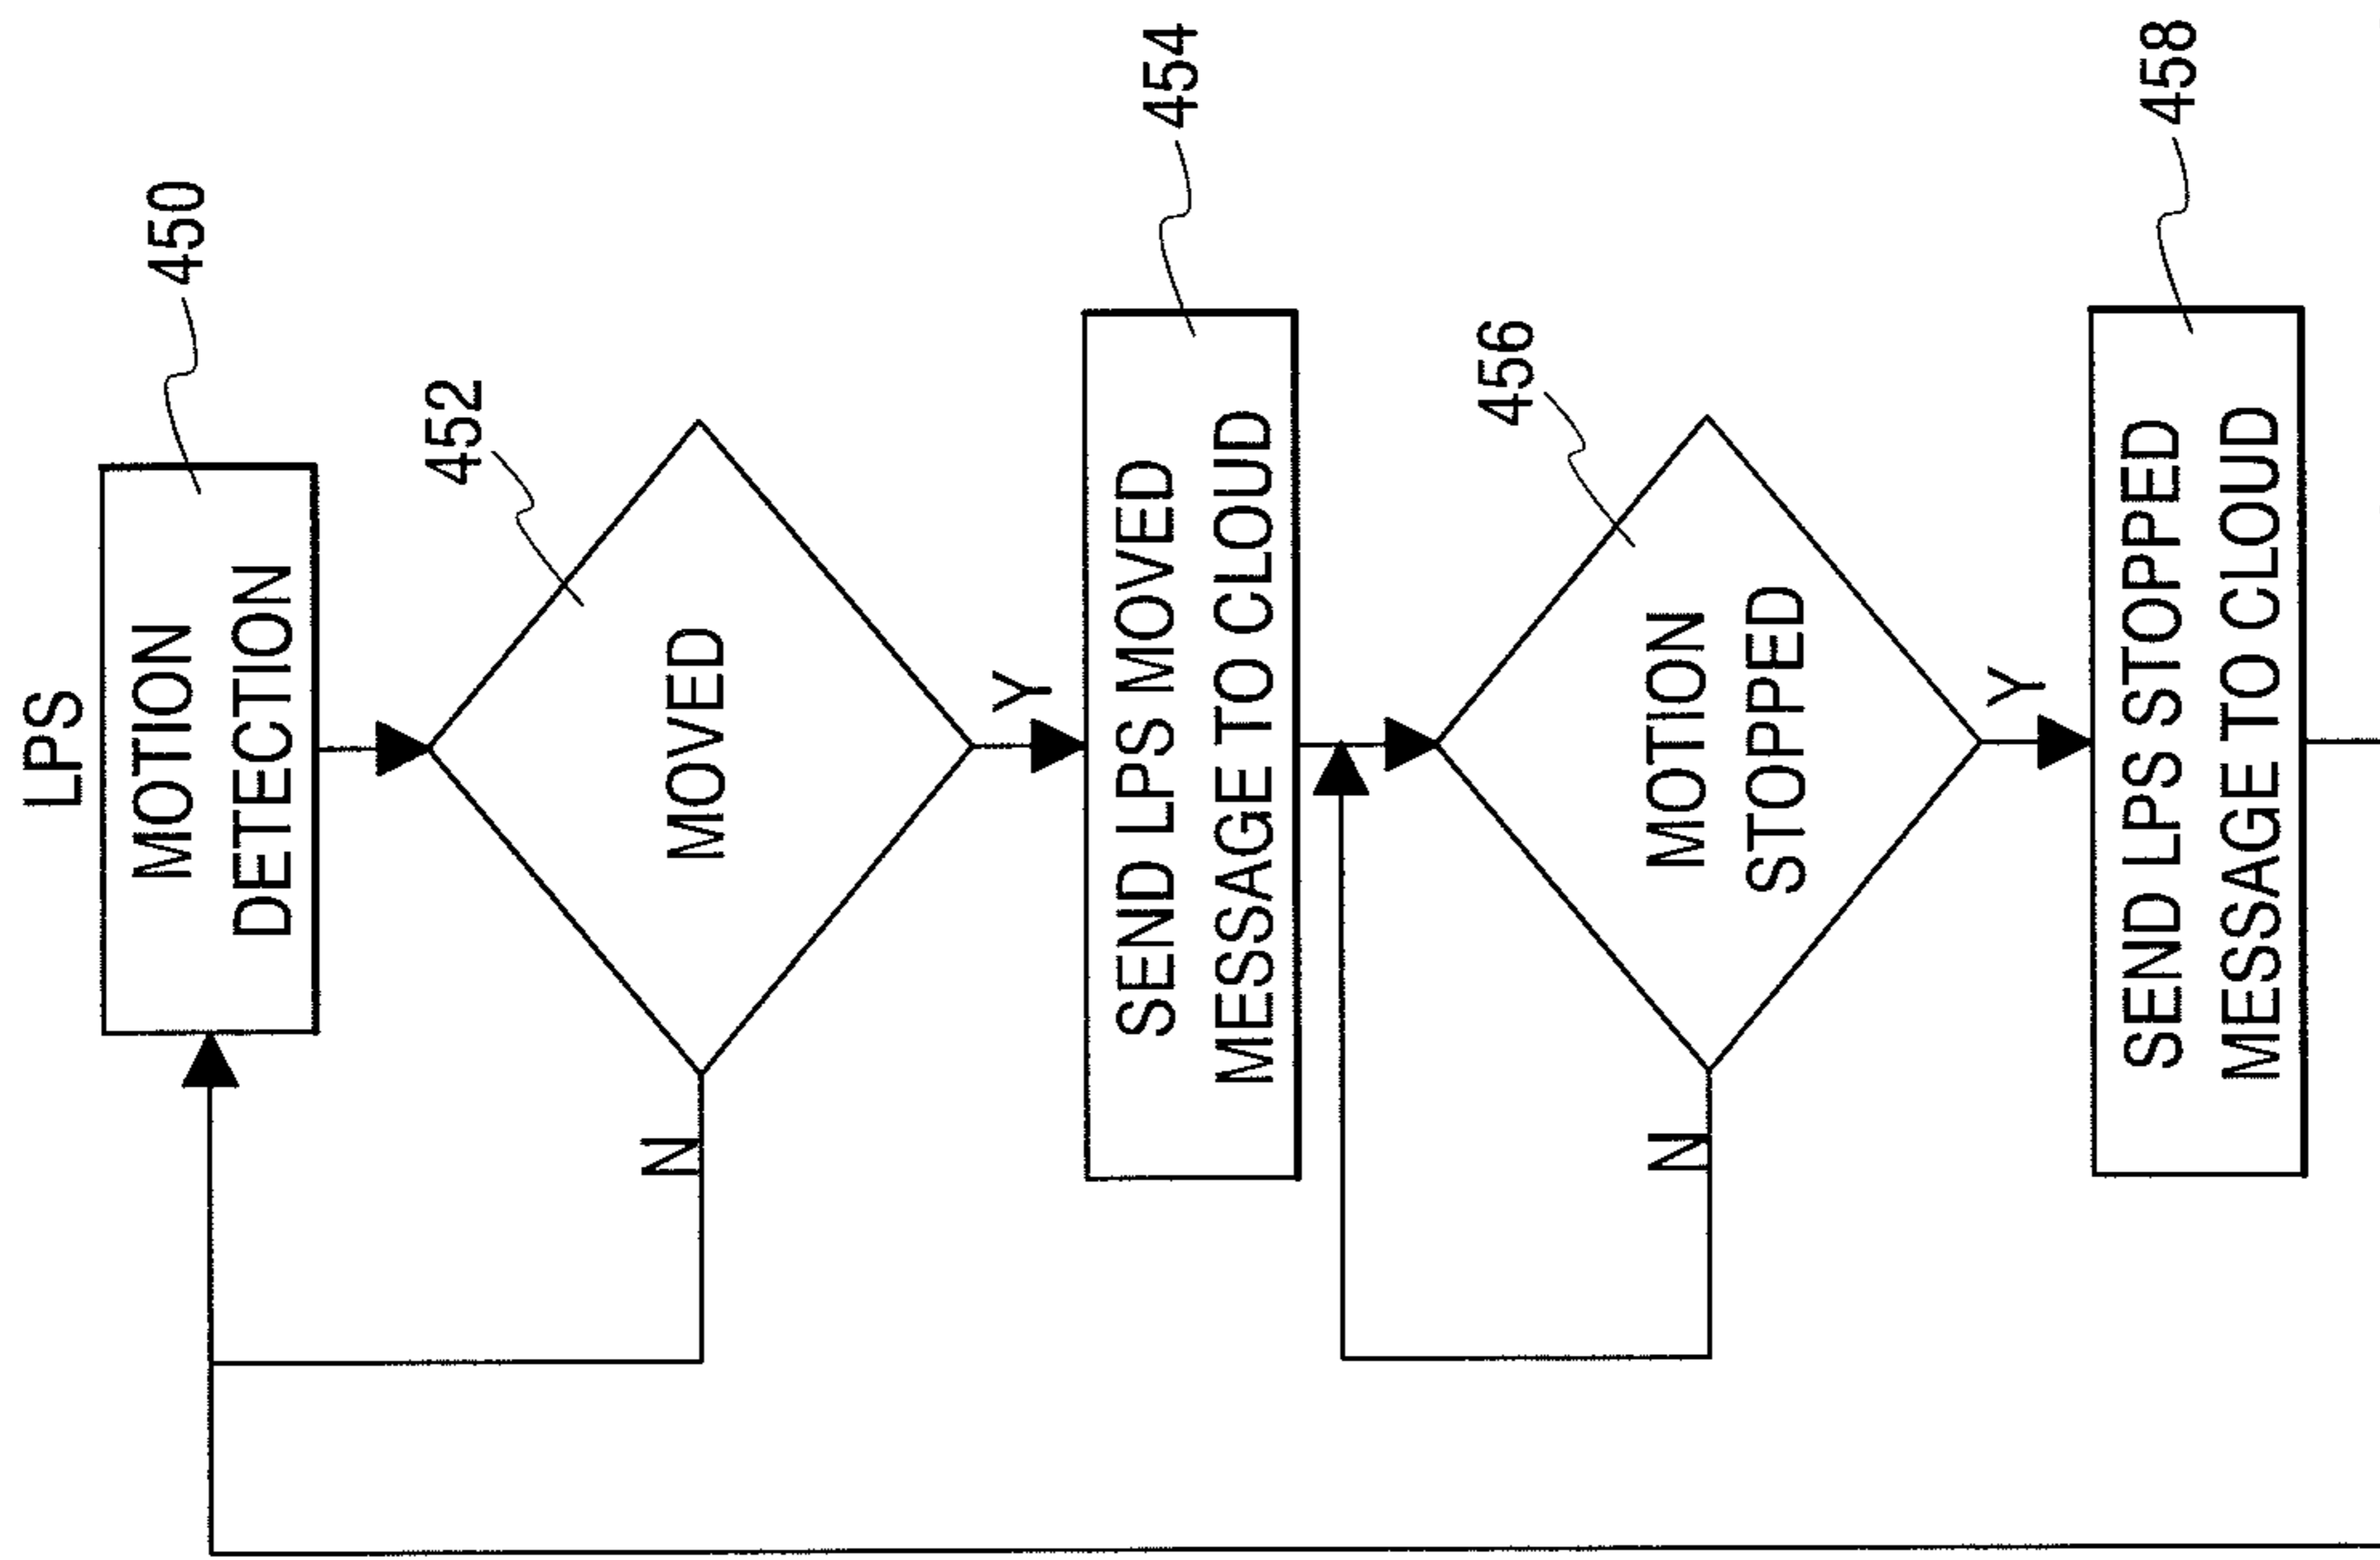 LPS
450
MOTION
DETECTION
452
MOVED
N
Y
454
SEND LPS MOVED
MESSAGE TO CLOUD
456
MOTION
STOPPED
N
Y
458
SEND LPS STOPPED
MESSAGE TO CLOUD